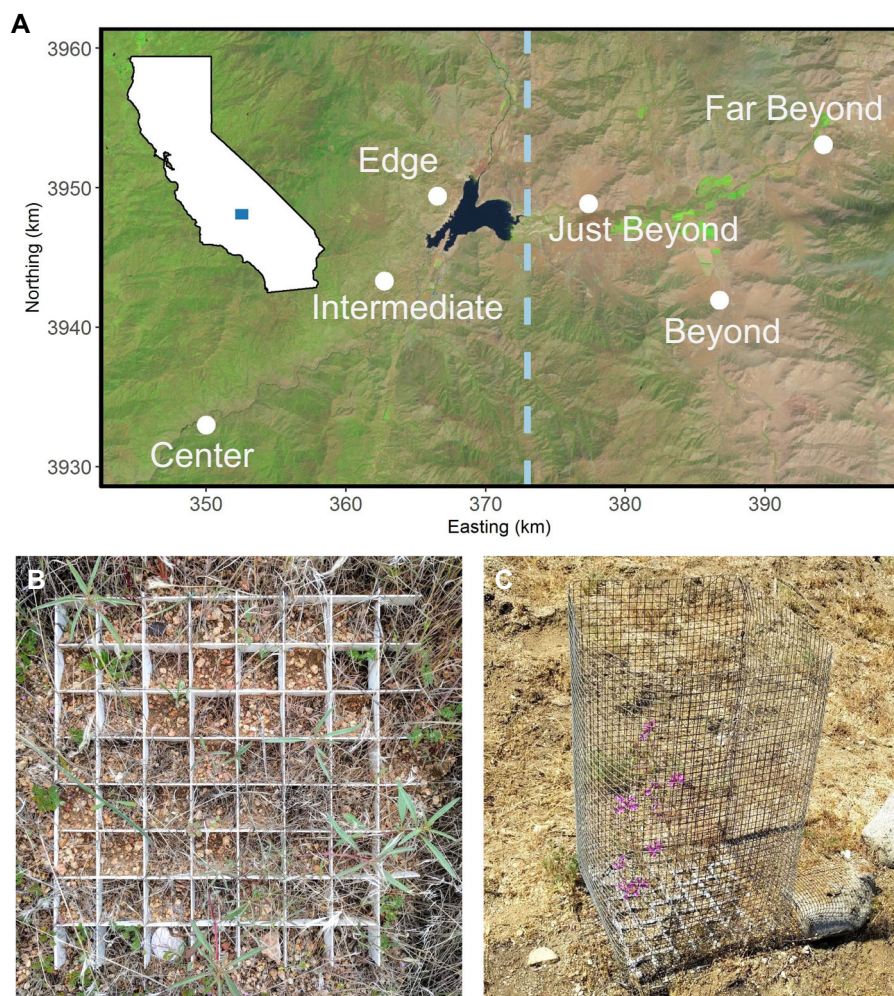 A
3960
3950
3940
3930
Northing (km)
Far Beyond
Edge
Just Beyond
Intermediate
Beyond
Center
350
360
370
380
390
Easting (km)
B
C